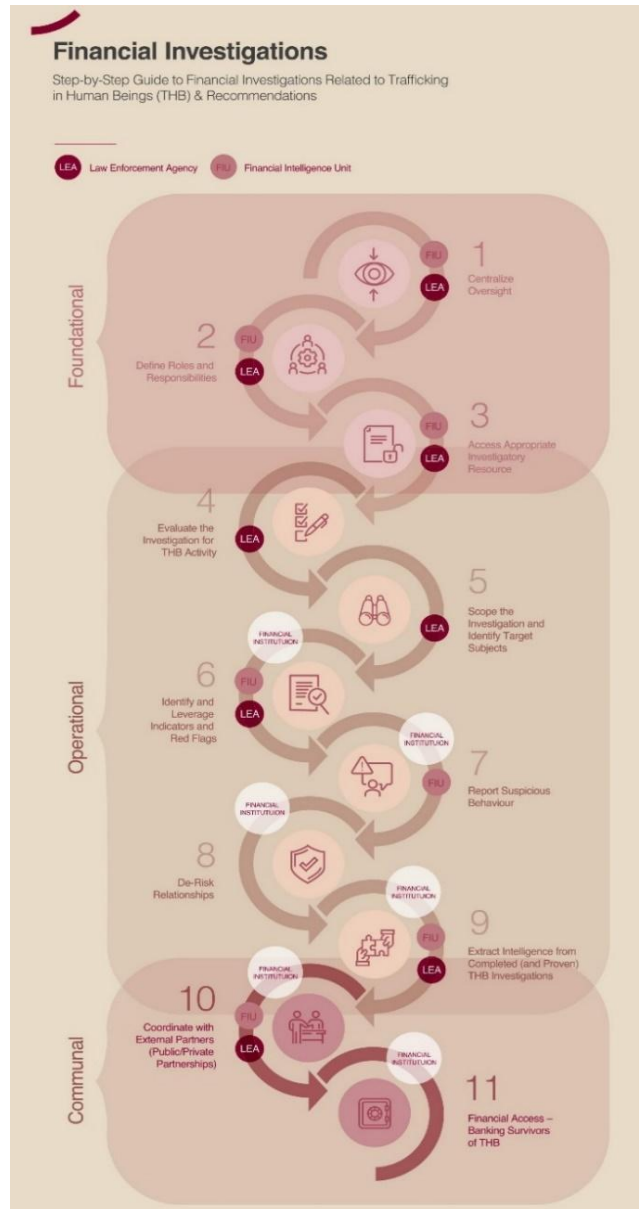 Financial Investigations
Step-by-Step Guide to Financial Investigations Related to Trafficking
in Human Beings (THB) & Recommendations
LEA Law Enforcement Agency FIU Financial Intelligence Unit
Foundational
1
Centralize
Oversight
FIU
LEA
2
Define Roles and
Responsibilities
FIU
LEA
3
Access Appropriate
Investigatory
Resource
FIU
LEA
Operational
4
Evaluate the
Investigation for
THB Activity
LEA
5
Scope the
Investigation and
Identify Target
Subjects
LEA
FINANCIAL
INSTITUTUION
6
Identify and
Leverage
Indicators and
Red Flags
FIU
LEA
FINANCIAL
INSTITUTUION
7
Report Suspicious
Behaviour
FIU
FINANCIAL
INSTITUTUION
8
De-Risk
Relationships
FINANCIAL
INSTITUTUION
9
Extract Intelligence from
Completed (and Proven)
THB Investigations
FIU
LEA
Communal
FINANCIAL
INSTITUTUION
10
Coordinate with
External Partners
(Public/Private
Partnerships)
FIU
LEA
FINANCIAL
INSTITUTUION
11
Financial Access –
Banking Survivors
of THB